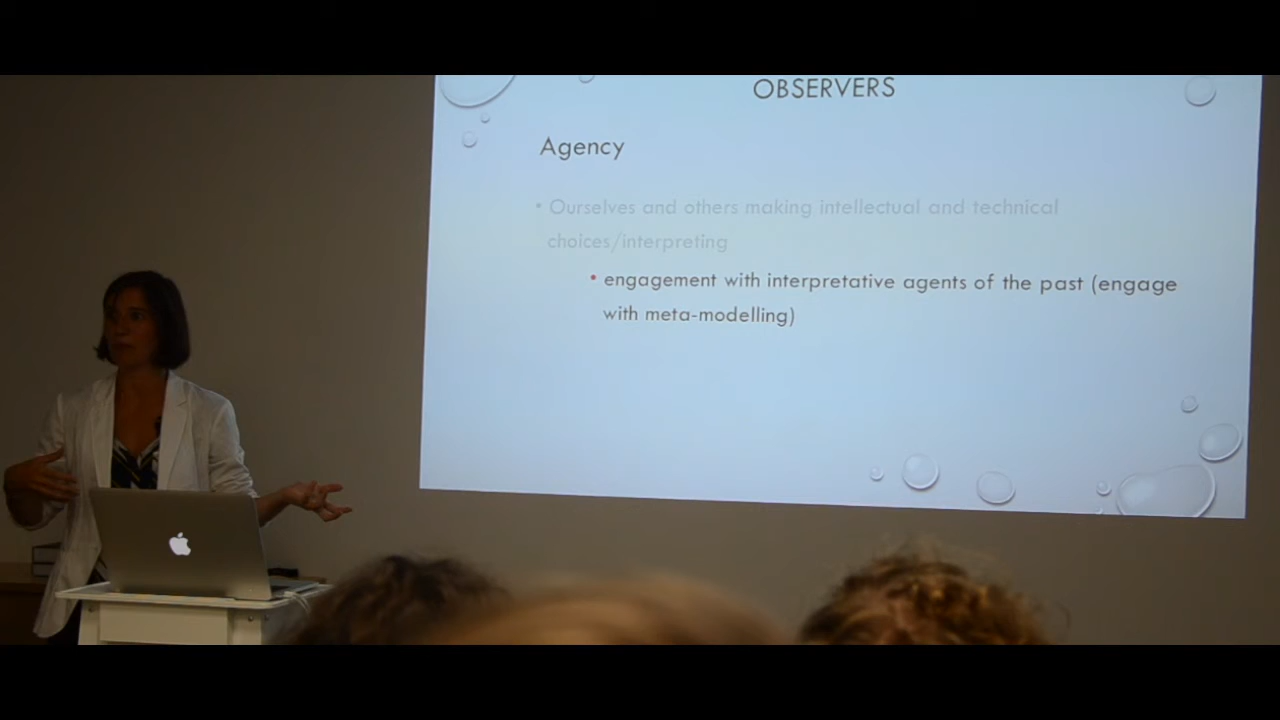 OBSERVERS
Agency
• Ourselves and others making intellectual and technical
choices/interpreting
• engagement with interpretative agents of the past (engage
with meta-modelling)